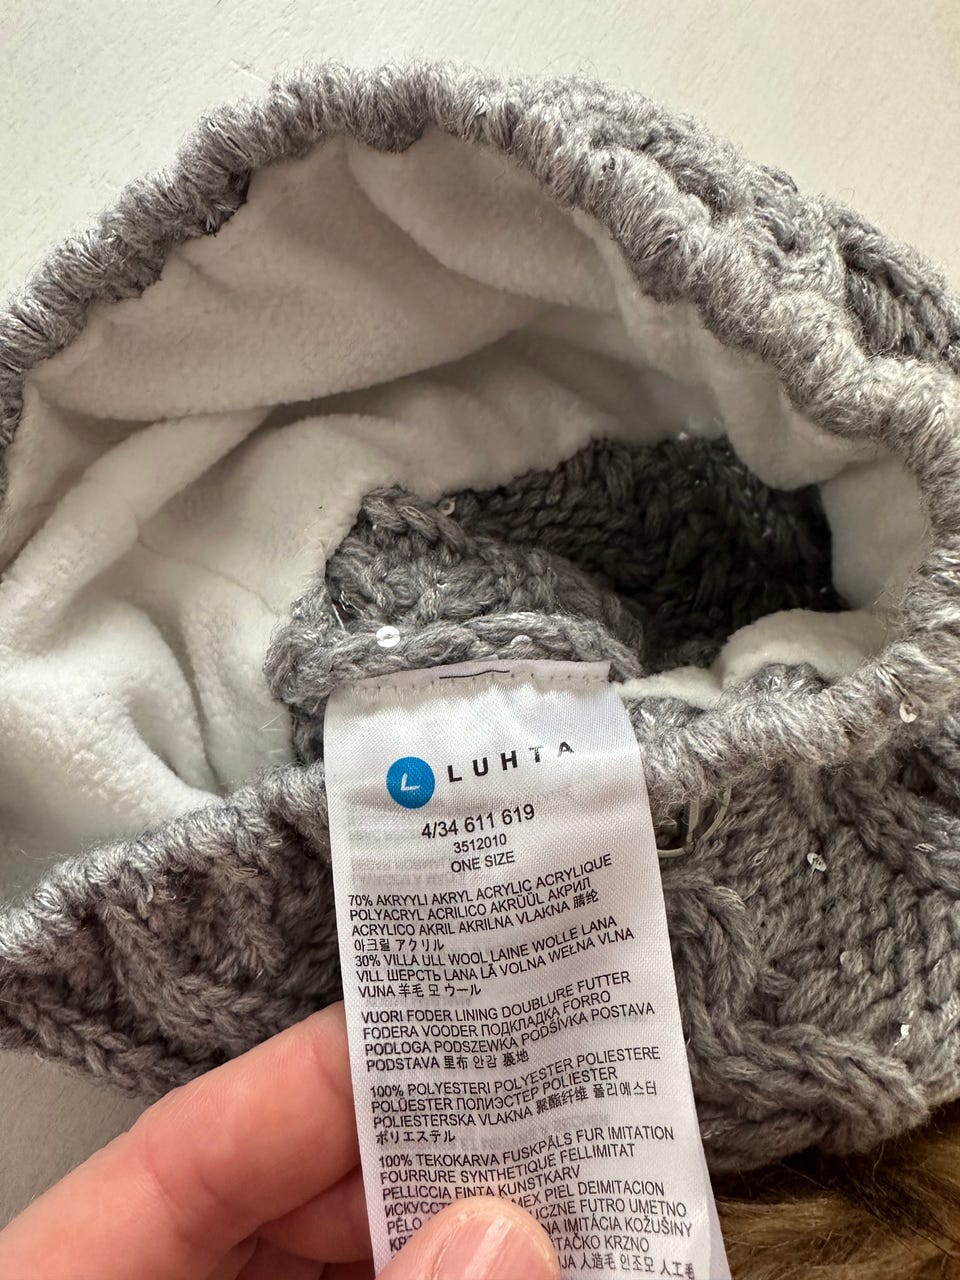 L LUHTA
4/34 611 619
3512010
ONE SIZE
70% AKRYYLI AKRYL ACRYLIC ACRYLIQUE
POLYACRYL ACRILICO AKRÜÜL АКРИЛ
ACRYLICO AKRIL AKRILNA VLAKNA 腈纶
아크릴 アクリル
30% VILLA ULL WOOL LAINE WOLLE LANA
VILL ШЕРСТЬ LANA LÃ VOLNA WEŁNA VLNA
VUNA 羊毛 모 ウール
VUORI FODER LINING DOUBLURE FUTTER
FODERA VOODER ПОДКЛАДКА FORRO
PODLOGA PODSZEWKA PODŠÍVKA POSTAVA
PODSTAVA 里布 안감 裏地
100% POLYESTERI POLYESTER POLIESTERE
POLÜESTER ПОЛИЭСТЕР POLIESTER
POLIESTERSKA VLAKNA 聚酯纤维 폴리에스터
ポリエステル
100% TEKOKARVA FUSKPÄLS FUR IMITATION
FOURRURE SYNTHETIQUE FELLIMITAT
PELLICCIA FINTA KUNSTKARV
PIEL DEIMITACION
FUTRO UMETNO
PÊLO IMITÁCIA KOŽUŠINY
KRZNO
人造毛 인조모 人工毛